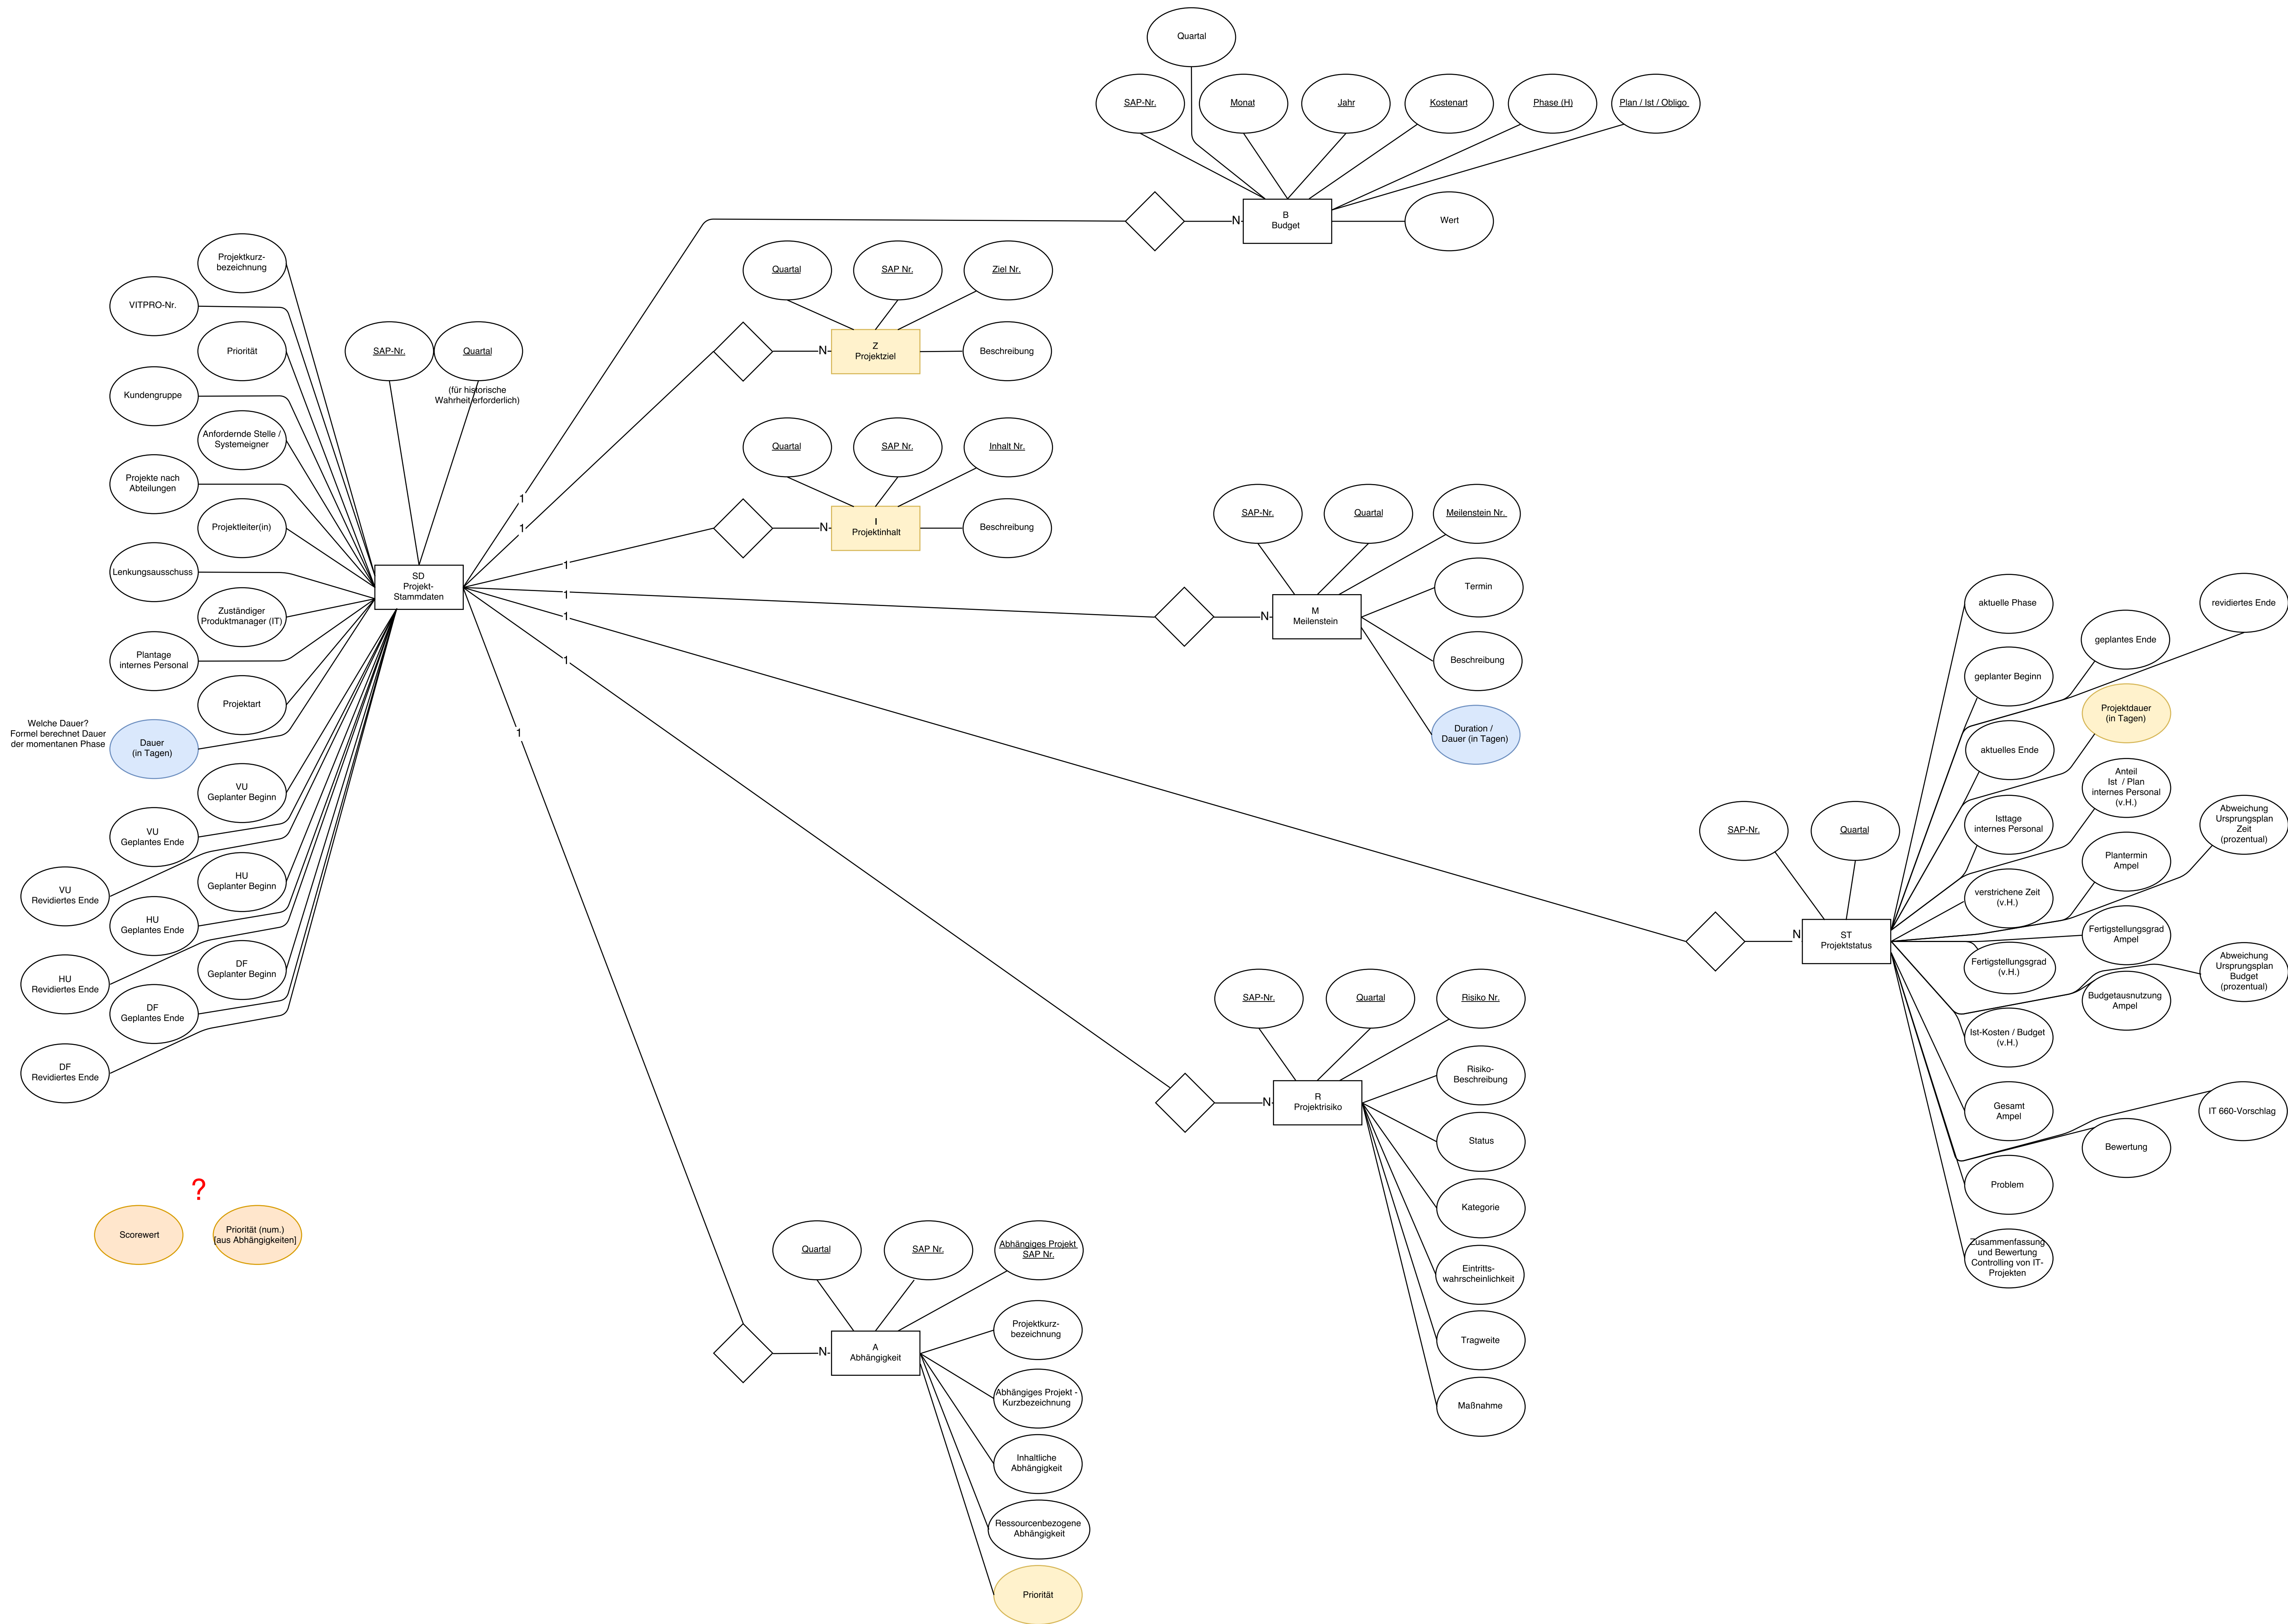 Quartal
SAP-Nr.
Monat
Jahr
Kostenart
Phase (H)
Plan / Ist / Obligo
B
Budget
Wert
N
1
Quartal
SAP Nr.
Ziel Nr.
Z
Projektziel
Beschreibung
N
1
Quartal
SAP Nr.
Inhalt Nr.
I
Projektinhalt
Beschreibung
N
1
Projektkurz-
bezeichnung
VITPRO-Nr.
Priorität
Kundengruppe
Anfordernde Stelle /
Systemeigner
Projekte nach
Abteilungen
Projektleiter(in)
Lenkungsausschuss
Zuständiger
Produktmanager (IT)
Plantage
internes Personal
Projektart
Welche Dauer?
Formel berechnet Dauer
der momentanen Phase
Dauer
(in Tagen)
VU
Geplanter Beginn
VU
Geplantes Ende
VU
Revidiertes Ende
HU
Geplanter Beginn
HU
Geplantes Ende
HU
Revidiertes Ende
DF
Geplanter Beginn
DF
Geplantes Ende
DF
Revidiertes Ende
SAP-Nr.
Quartal
(für historische
Wahrheit erforderlich)
SD
Projekt-
Stammdaten
?
Scorewert
Priorität (num.)
[aus Abhängigkeiten]
1
SAP-Nr.
Quartal
Meilenstein Nr.
M
Meilenstein
N
Termin
Beschreibung
Duration /
Dauer (in Tagen)
1
SAP-Nr.
Quartal
ST
Projektstatus
N
aktuelle Phase
revidiertes Ende
geplantes Ende
geplanter Beginn
Projektdauer
(in Tagen)
aktuelles Ende
Anteil
Ist  / Plan
internes Personal
(v.H.)
Isttage
internes Personal
Abweichung
Ursprungsplan
Zeit
(prozentual)
Plantermin
Ampel
verstrichene Zeit
(v.H.)
Fertigstellungsgrad
Ampel
Fertigstellungsgrad
(v.H.)
Abweichung
Ursprungsplan
Budget
(prozentual)
Budgetausnutzung
Ampel
Ist-Kosten / Budget
(v.H.)
Gesamt
Ampel
IT 660-Vorschlag
Bewertung
Problem
Zusammenfassung
und Bewertung
Controlling von IT-
Projekten
1
SAP-Nr.
Quartal
Risiko Nr.
R
Projektrisiko
N
Risiko-
Beschreibung
Status
Kategorie
Eintritts-
wahrscheinlichkeit
Tragweite
Maßnahme
1
Quartal
SAP Nr.
Abhängiges Projekt
SAP Nr.
A
Abhängigkeit
N
Projektkurz-
bezeichnung
Abhängiges Projekt -
Kurzbezeichnung
Inhaltliche
Abhängigkeit
Ressourcenbezogene
Abhängigkeit
Priorität